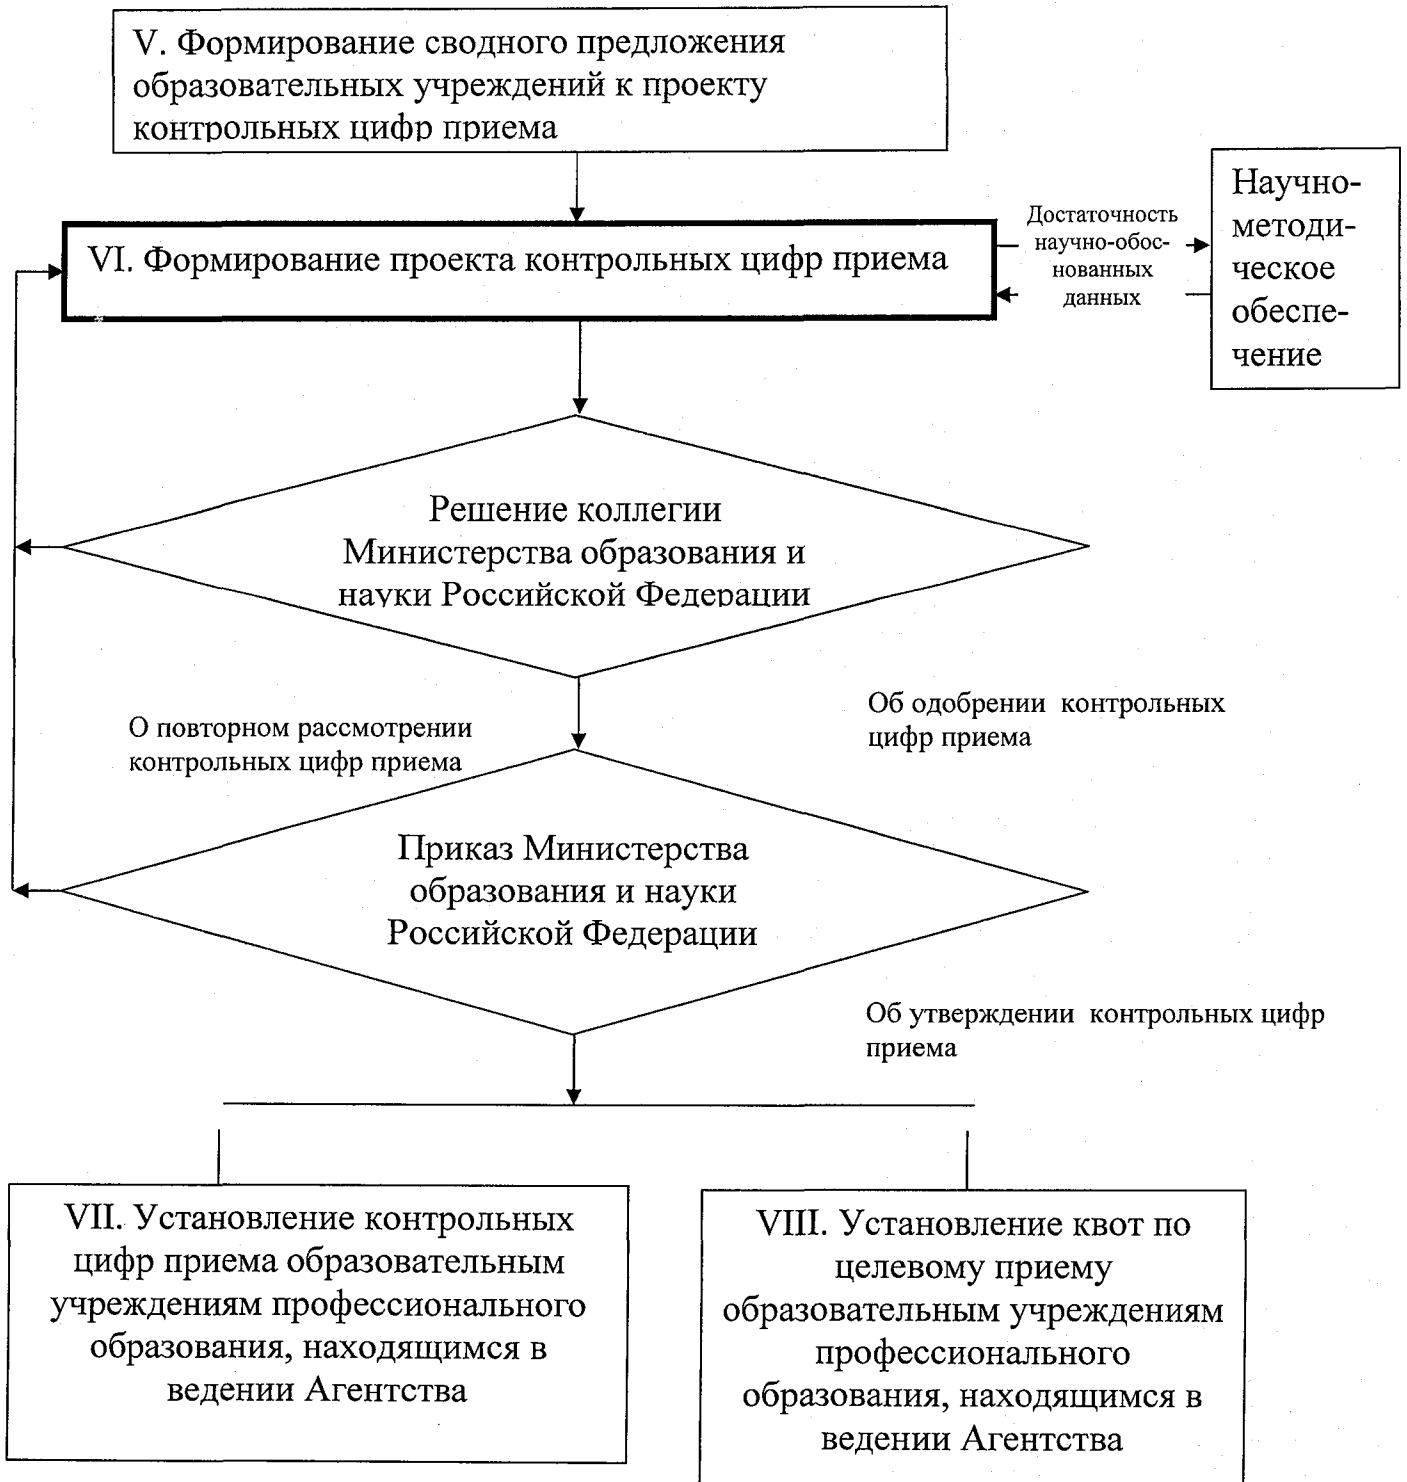 V. Формирование сводного предложения
образовательных учреждений к проекту
контрольных цифр приема
VI. Формирование проекта контрольных цифр приема
Достаточность
научно-обос-
нованных
данных
Научно-
методи-
ческое
обеспе-
чение
Решение коллегии
Министерства образования и
науки Российской Федерации
О повторном рассмотрении
контрольных цифр приема
Об одобрении контрольных
цифр приема
Приказ Министерства
образования и науки
Российской Федерации
Об утверждении контрольных цифр
приема
VII. Установление контрольных
цифр приема образовательным
учреждениям профессионального
образования, находящимся в
ведении Агентства
VIII. Установление квот по
целевому приему
образовательным учреждениям
профессионального
образования, находящимся в
ведении Агентства